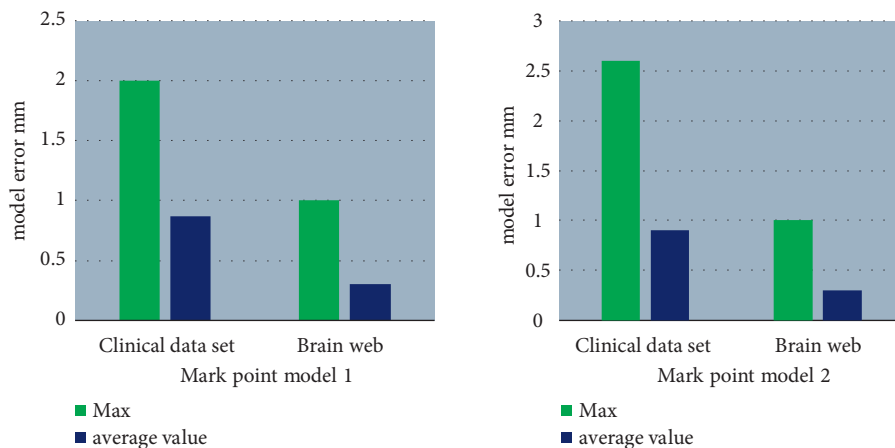 2.5
2
1.5
1
0.5
0
model error mm
Clinical data set Brain web
Mark point model 1
Max
average value
3
2.5
2
1.5
1
0.5
0
model error mm
Clinical data set Brain web
Mark point model 2
Max
average value